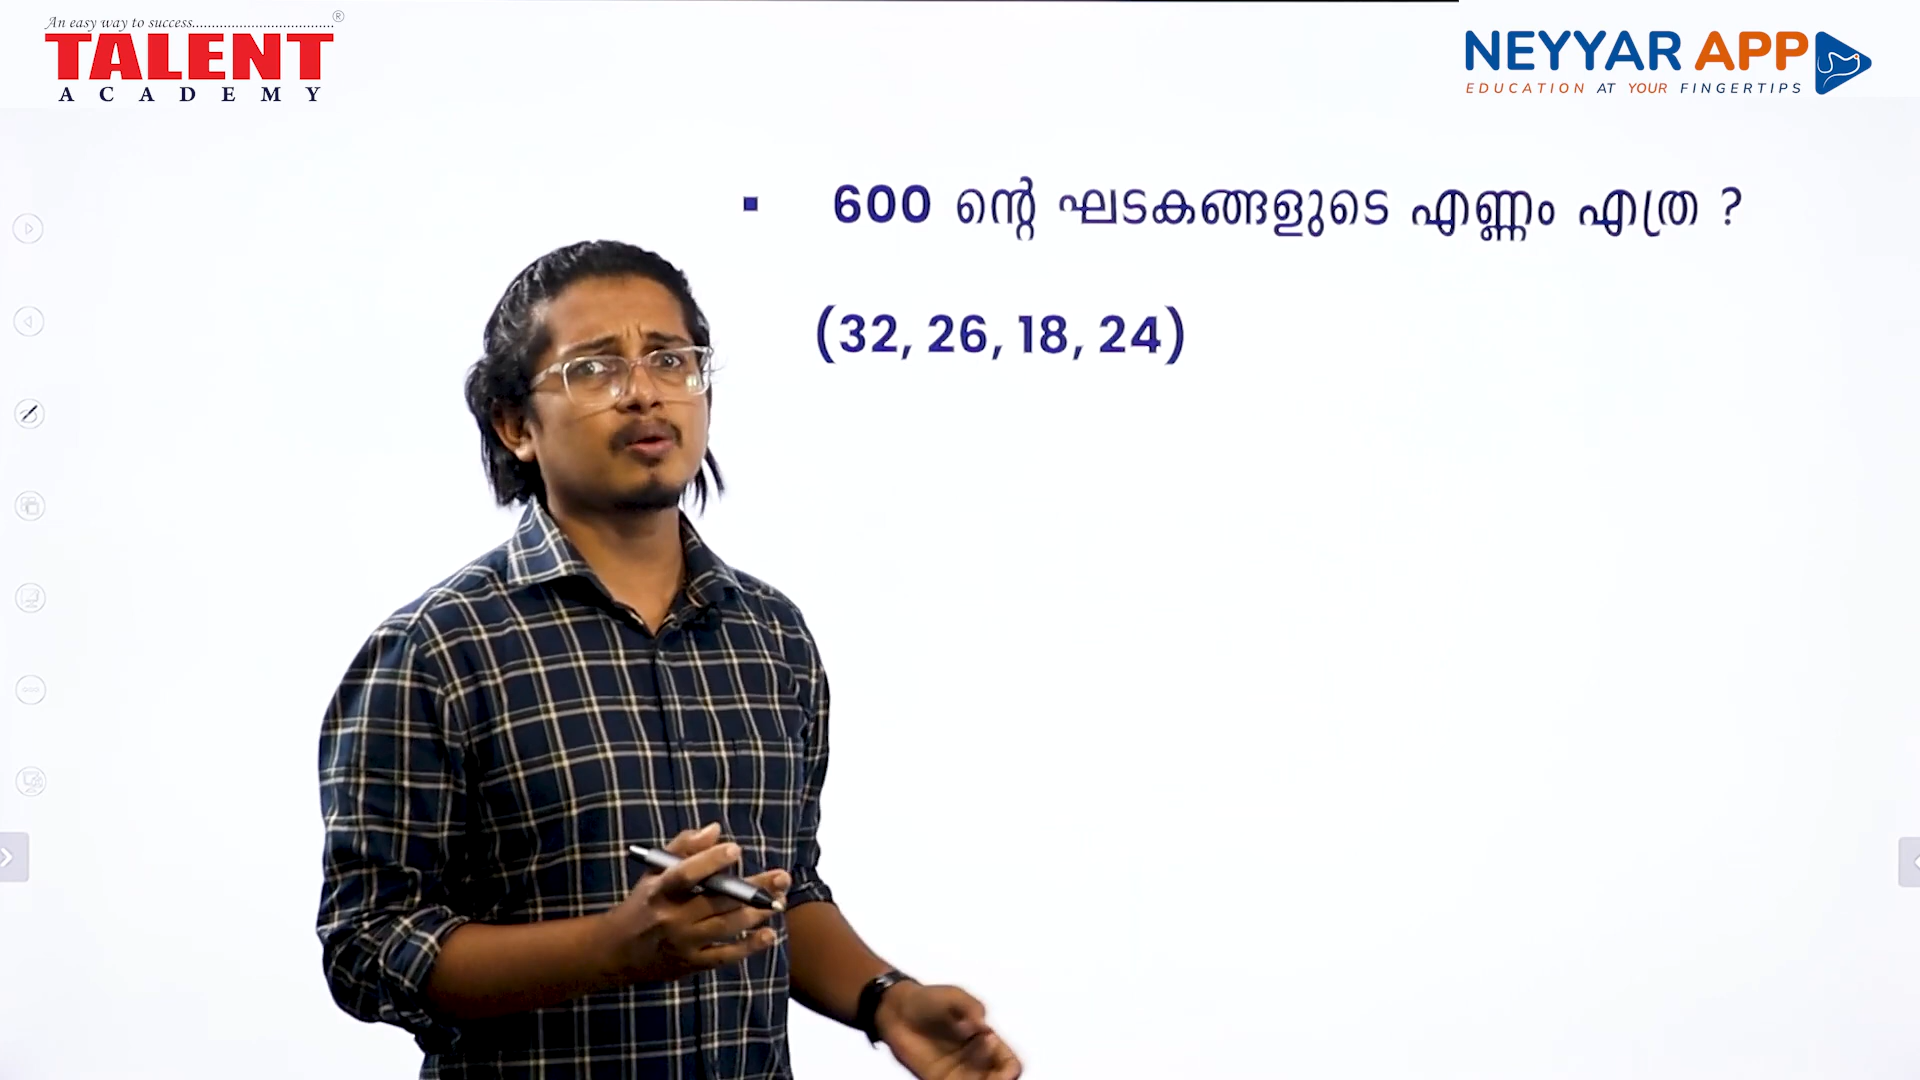 An easy way to success....................................®
TALENT
ACADEMY
NEYYAR APP
EDUCATION AT YOUR FINGERTIPS
▪ 600 ന്റെ ഘടകങ്ങളുടെ എണ്ണം എത്ര ?
(32, 26, 18, 24)